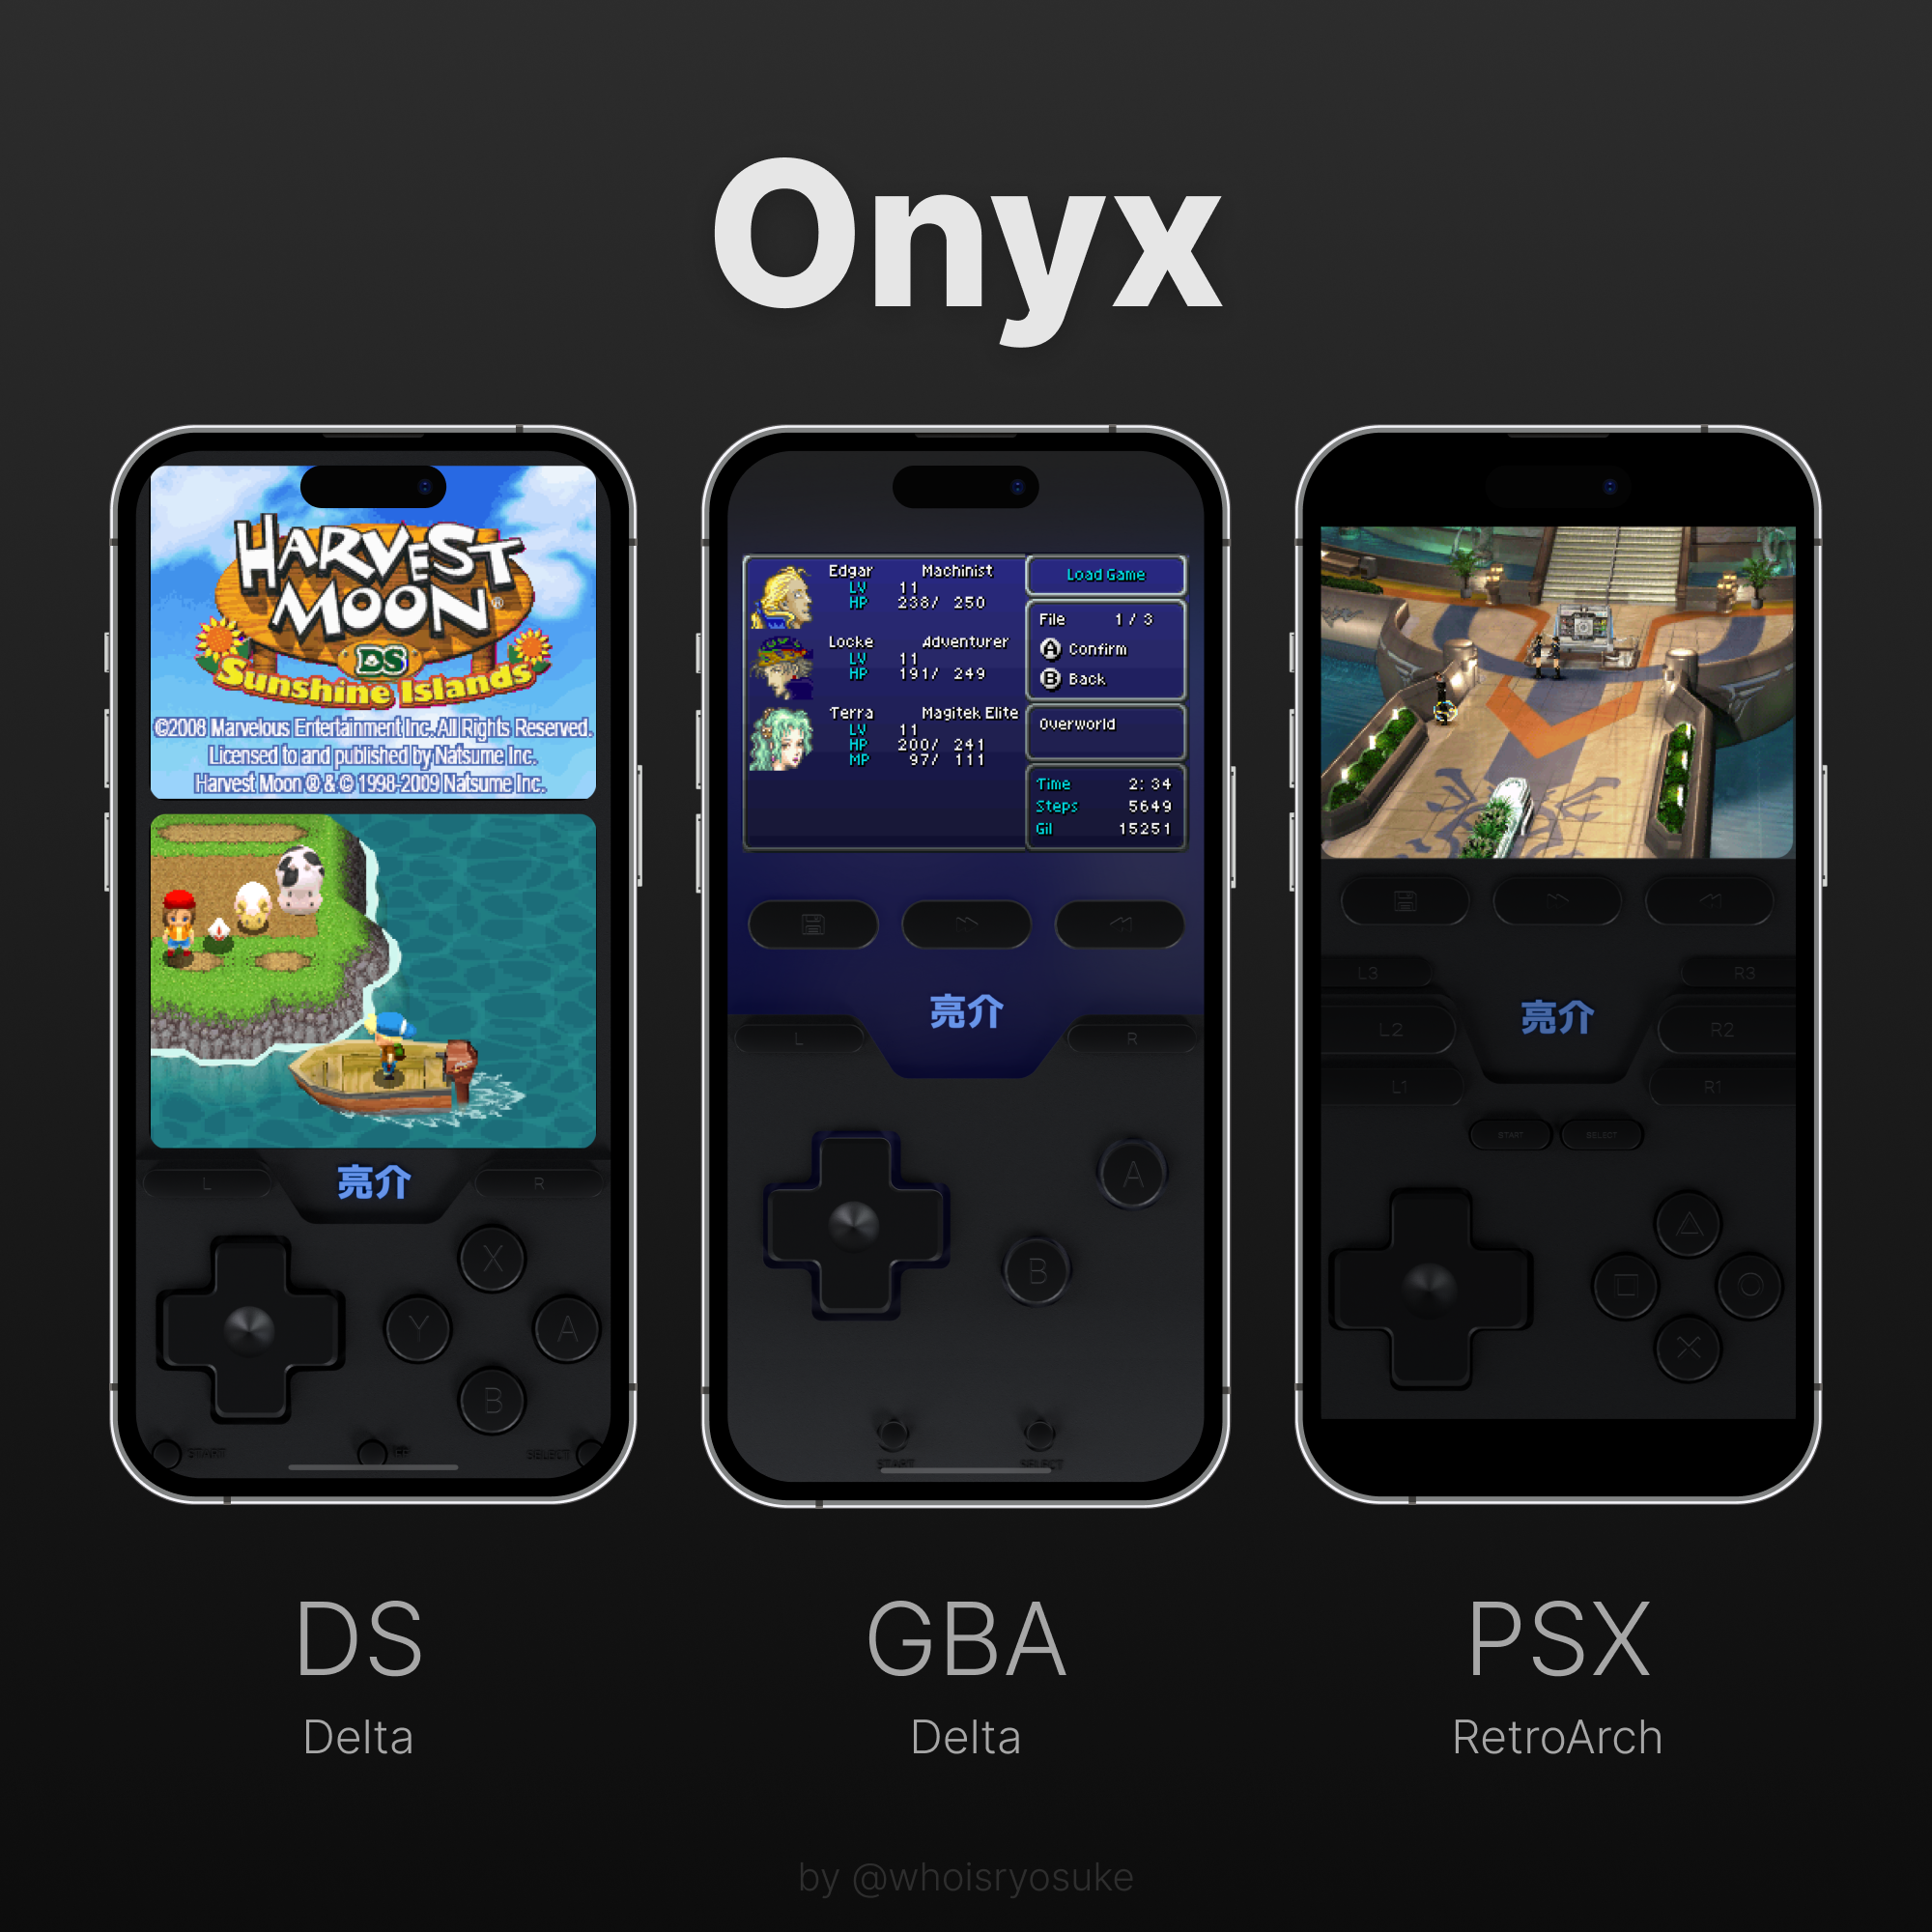 Onyx
HARVEST
MOON®
DS
Sunshine Islands
©2008 Marvelous Entertainment Inc. All Rights Reserved.
Licensed to and published by Natsume Inc.
Harvest Moon ® & © 1998-2009 Natsume Inc.
L
亮介
R
X
Y
A
B
START
FF
SELECT
Edgar Machinist
LV 11
HP 238/ 250
Locke Adventurer
LV 11
HP 191/ 249
Terra Magitek Elite
LV 11
HP 200/ 241
MP 97/ 111
Load Game
File 1 / 3
A Confirm
B Back
Overworld
Time 2: 34
Steps 5649
Gil 15251
亮介
L
R
A
B
START
SELECT
L3
R3
亮介
L2
R2
L1
R1
START
SELECT
DS
Delta
GBA
Delta
PSX
RetroArch
by @whoisryosuke